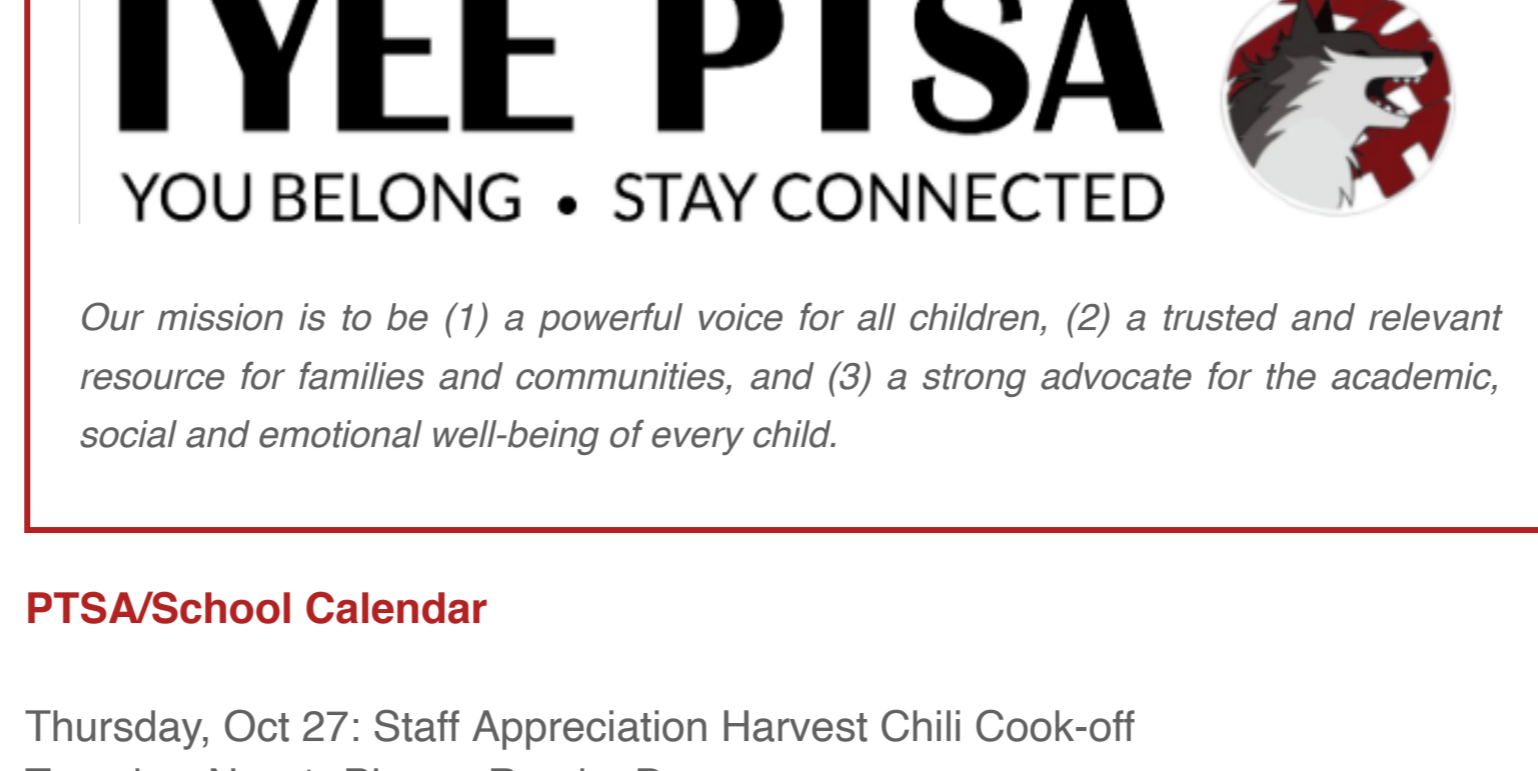 TYEE PTSA
YOU BELONG • STAY CONNECTED
Our mission is to be (1) a powerful voice for all children, (2) a trusted and relevant
resource for families and communities, and (3) a strong advocate for the academic,
social and emotional well-being of every child.
PTSA/School Calendar
Thursday, Oct 27: Staff Appreciation Harvest Chili Cook-off